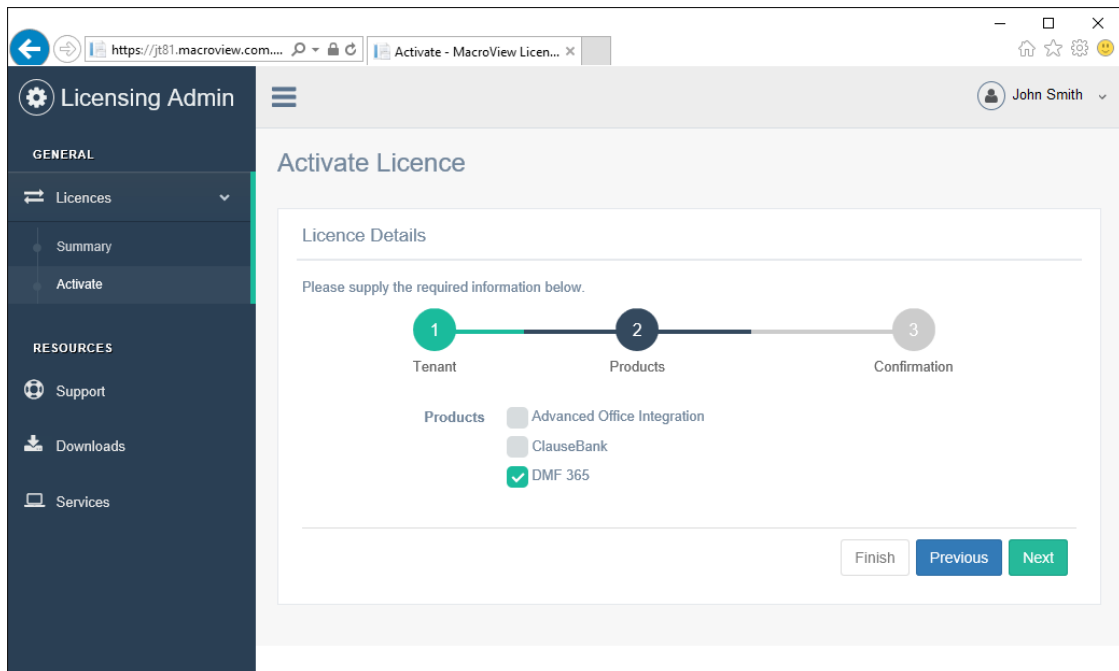 https://jt81.macroview.com....
Activate - MacroView Licen...
Licensing Admin
John Smith
GENERAL
Licences
Summary
Activate
RESOURCES
Support
Downloads
Services
Activate Licence
Licence Details
Please supply the required information below.
1 2 3
Tenant Products Confirmation
Products Advanced Office Integration
ClauseBank
DMF 365
Finish Previous Next